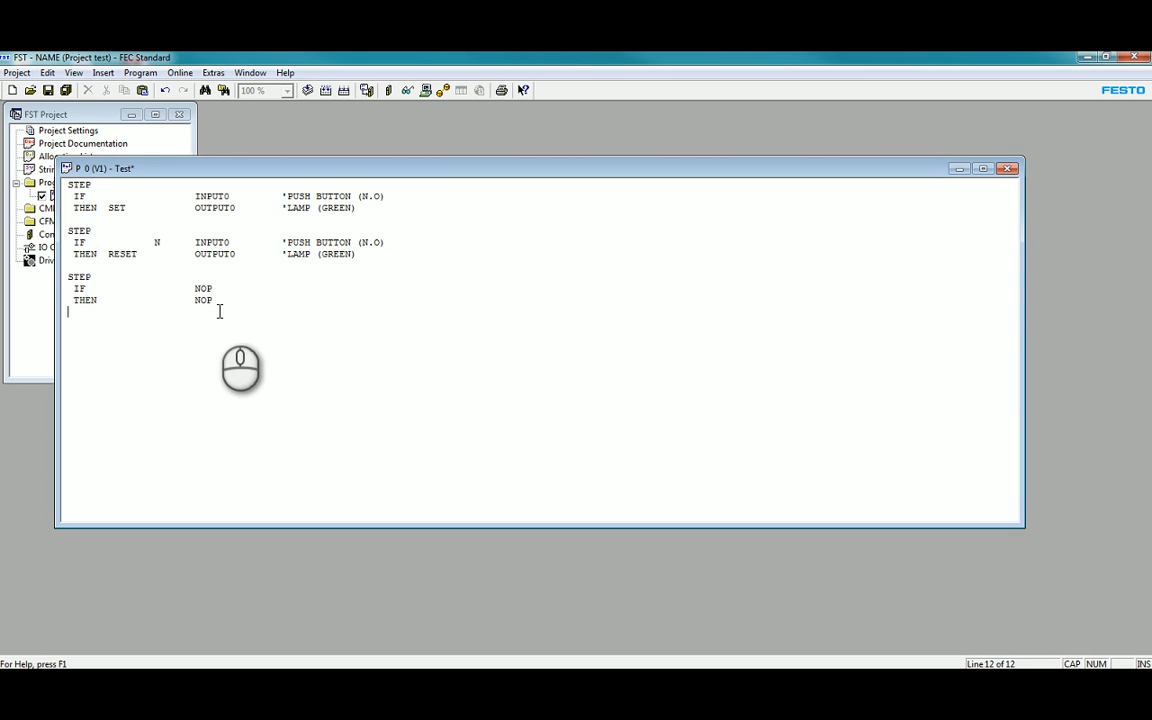 FST - NAME (Project test) - FEC Standard
Project Edit View Insert Program Online Extras Window Help
100 %
FESTO
FST Project
Project Settings
Project Documentation
P 0 (V1) - Test*
STEP
IF INPUT0 'PUSH BUTTON (N.O)
THEN SET OUTPUT0 'LAMP (GREEN)
STEP
IF N INPUT0 'PUSH BUTTON (N.O)
THEN RESET OUTPUT0 'LAMP (GREEN)
STEP
IF NOP
THEN NOP
For Help, press F1
Line 12 of 12 CAP NUM INS